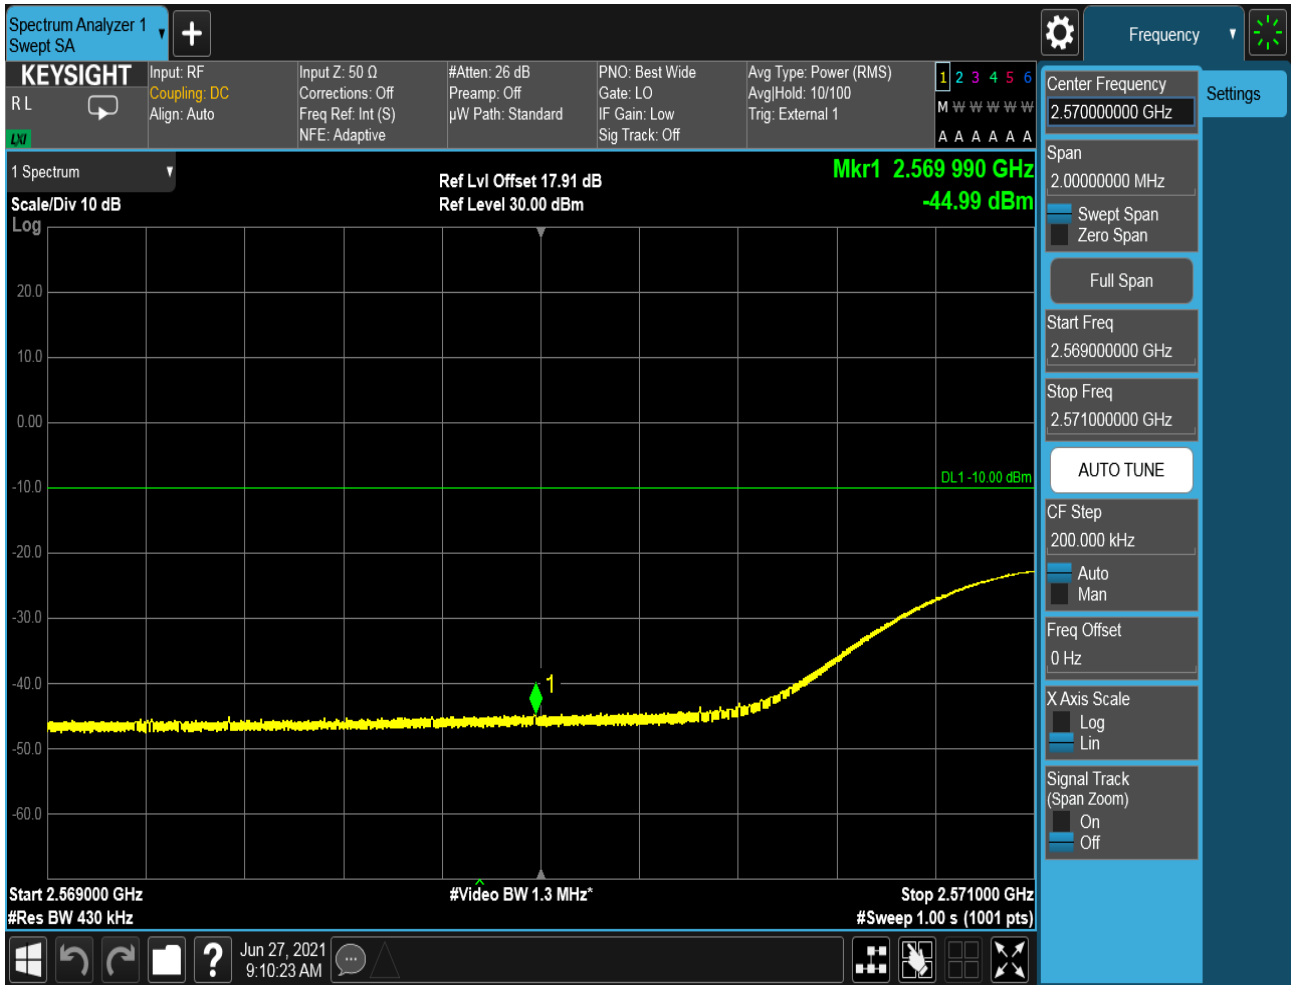 Spectrum Analyzer 1
Swept SA
Frequency
KEYSIGHT
R L
LXI
Input: RF
Coupling: DC
Align: Auto
Input Z: 50 Ω
Corrections: Off
Freq Ref: Int (S)
NFE: Adaptive
#Atten: 26 dB
Preamp: Off
µW Path: Standard
PNO: Best Wide
Gate: LO
IF Gain: Low
Sig Track: Off
Avg Type: Power (RMS)
Avg|Hold: 10/100
Trig: External 1
1 2 3 4 5 6
M W W W W W
A A A A A A
1 Spectrum
Scale/Div 10 dB
Log
Ref Lvl Offset 17.91 dB
Ref Level 30.00 dBm
Mkr1 2.569 990 GHz
-44.99 dBm
20.0
10.0
0.00
-10.0
-20.0
-30.0
-40.0
-50.0
-60.0
DL1 -10.00 dBm
1
Start 2.569000 GHz
#Res BW 430 kHz
#Video BW 1.3 MHz*
Stop 2.571000 GHz
#Sweep 1.00 s (1001 pts)
Jun 27, 2021
9:10:23 AM
?
Center Frequency
2.570000000 GHz
Settings
Span
2.00000000 MHz
Swept Span
Zero Span
Full Span
Start Freq
2.569000000 GHz
Stop Freq
2.571000000 GHz
AUTO TUNE
CF Step
200.000 kHz
Auto
Man
Freq Offset
0 Hz
X Axis Scale
Log
Lin
Signal Track
(Span Zoom)
On
Off